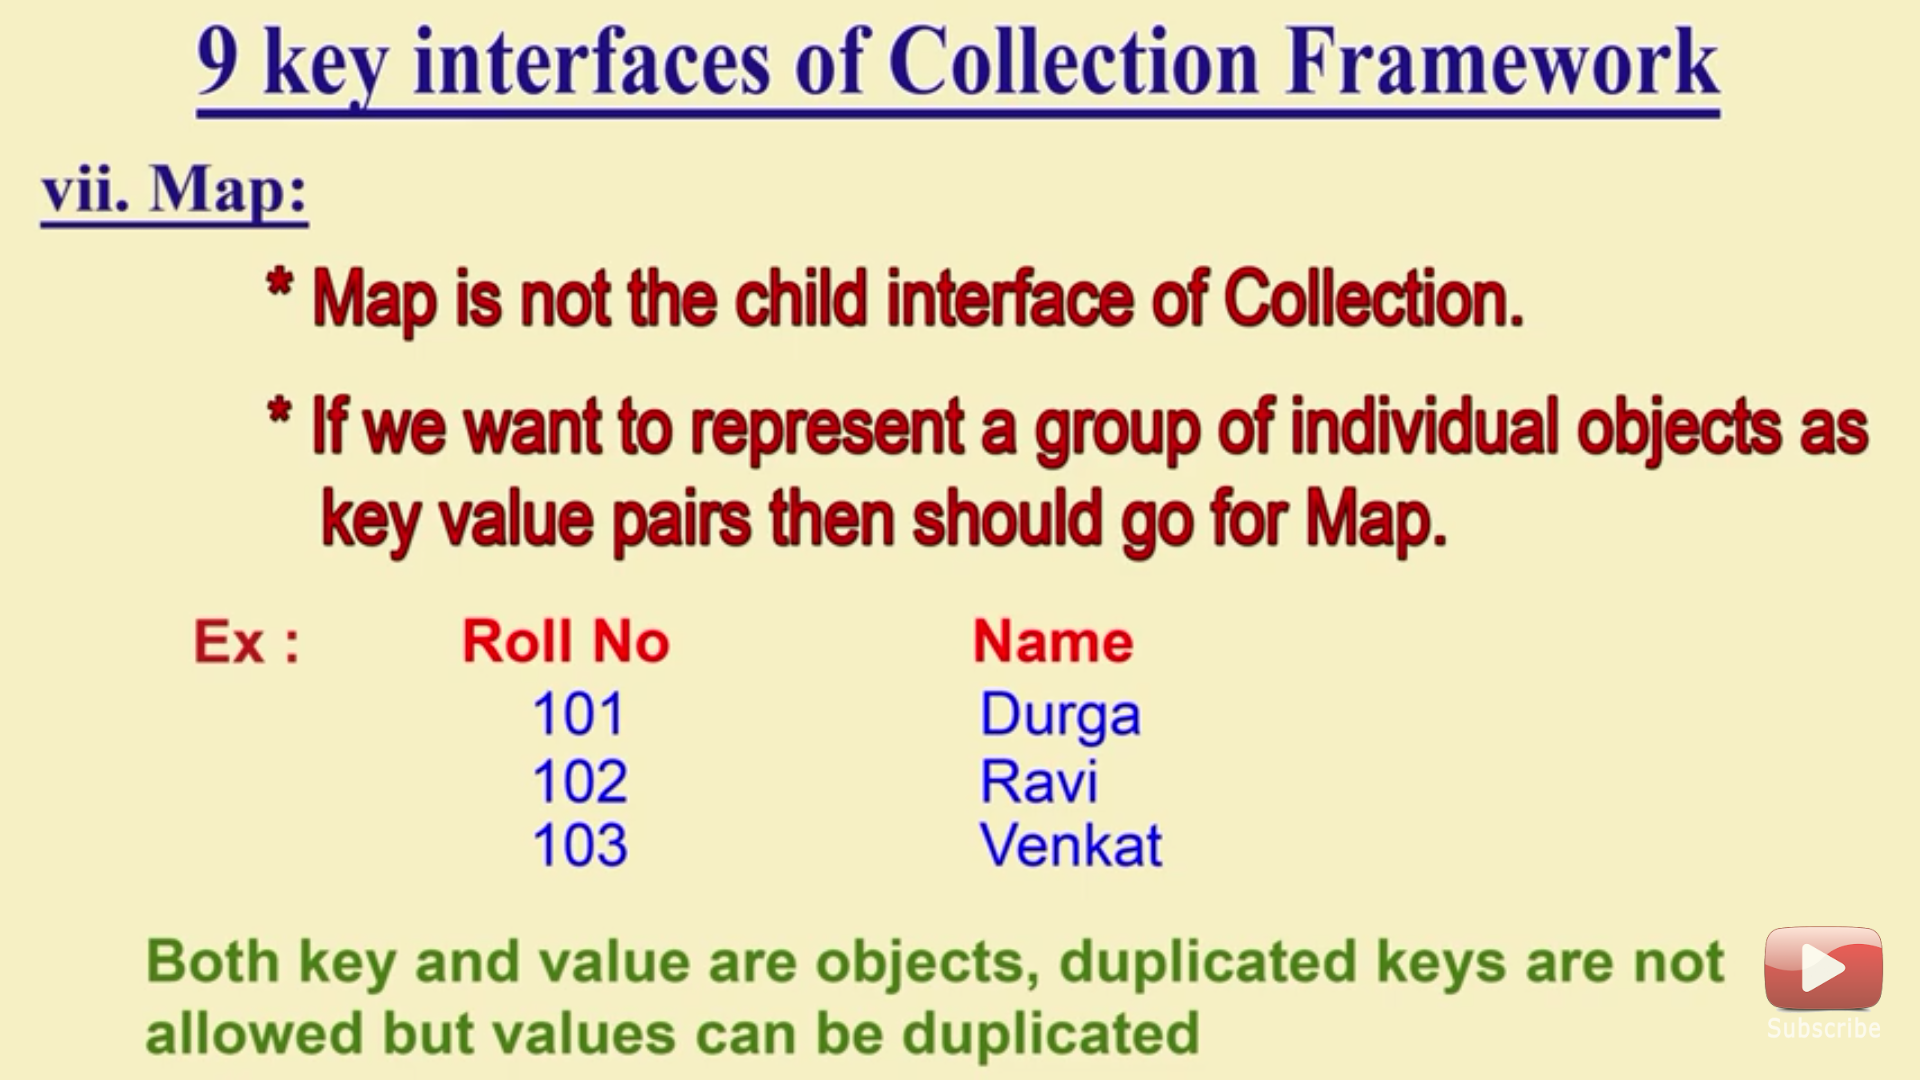 9 key interfaces of Collection Framework
vii. Map:
* Map is not the child interface of Collection.
* If we want to represent a group of individual objects as
key value pairs then should go for Map.
Ex : Roll No Name
101 Durga
102 Ravi
103 Venkat
Both key and value are objects, duplicated keys are not
allowed but values can be duplicated
Subscribe